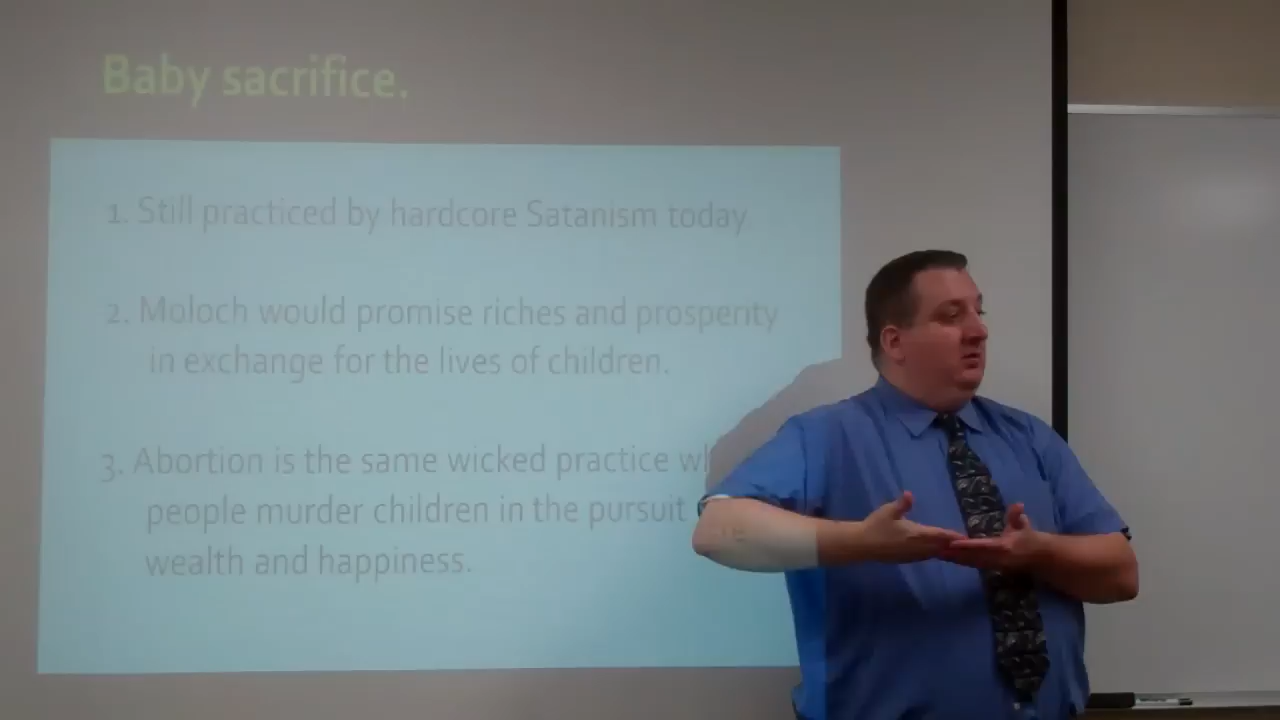 Baby sacrifice.
1. Still practiced by hardcore Satanism today
2. Moloch would promise riches and prosperity
in exchange for the lives of children.
3. Abortion is the same wicked practice
people murder children in the pursuit
wealth and happiness.